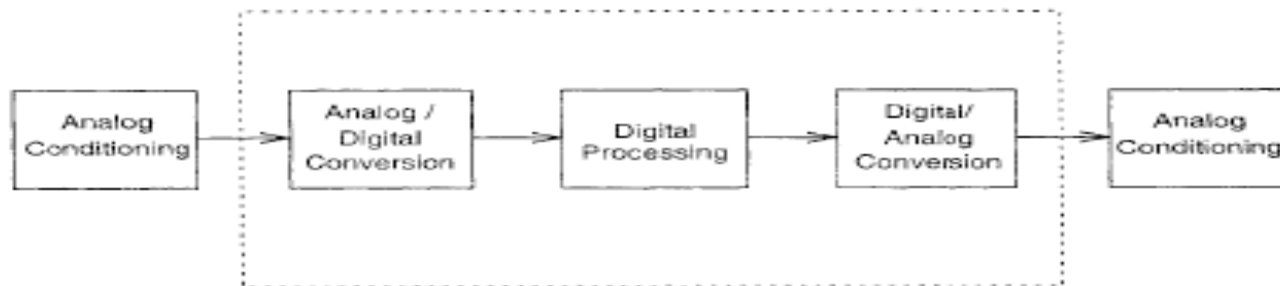 Analog
Conditioning
Analog /
Digital
Conversion
Digital
Processing
Digital/
Analog
Conversion
Analog
Conditioning